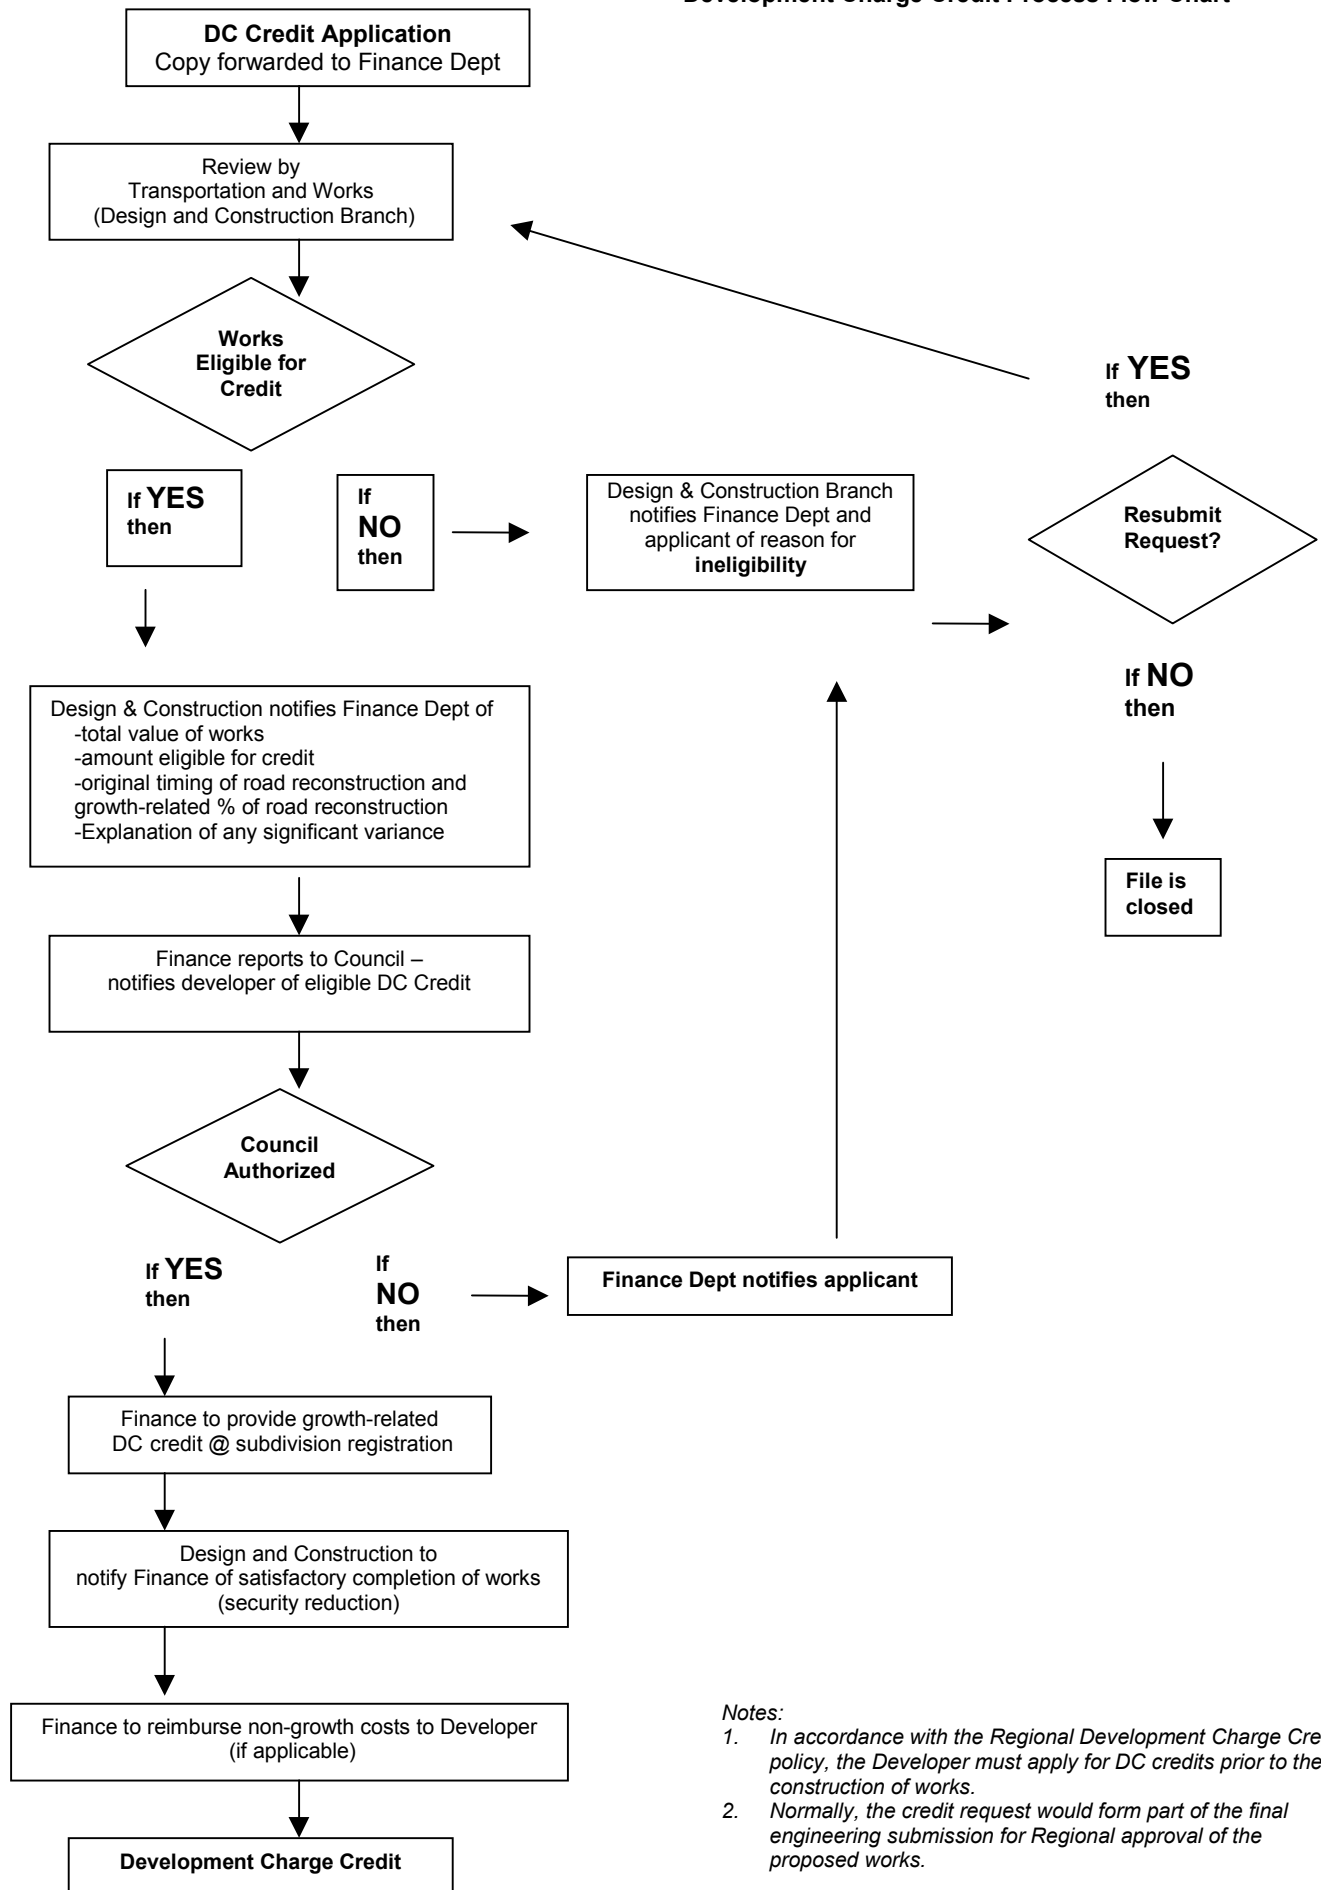 Development Charge Credit Process Flow Chart
DC Credit Application
Copy forwarded to Finance Dept
Review by
Transportation and Works
(Design and Construction Branch)
Works
Eligible for
Credit
If YES
then
If
NO
then
Design & Construction Branch
notifies Finance Dept and
applicant of reason for
ineligibility
If YES
then
Resubmit
Request?
If NO
then
File is
closed
Design & Construction notifies Finance Dept of
-total value of works
-amount eligible for credit
-original timing of road reconstruction and
growth-related % of road reconstruction
-Explanation of any significant variance
Finance reports to Council –
notifies developer of eligible DC Credit
Council
Authorized
If YES
then
If
NO
then
Finance Dept notifies applicant
Finance to provide growth-related
DC credit @ subdivision registration
Design and Construction to
notify Finance of satisfactory completion of works
(security reduction)
Finance to reimburse non-growth costs to Developer
(if applicable)
Development Charge Credit
Notes:
1. In accordance with the Regional Development Charge Cre
policy, the Developer must apply for DC credits prior to the
construction of works.
2. Normally, the credit request would form part of the final
engineering submission for Regional approval of the
proposed works.